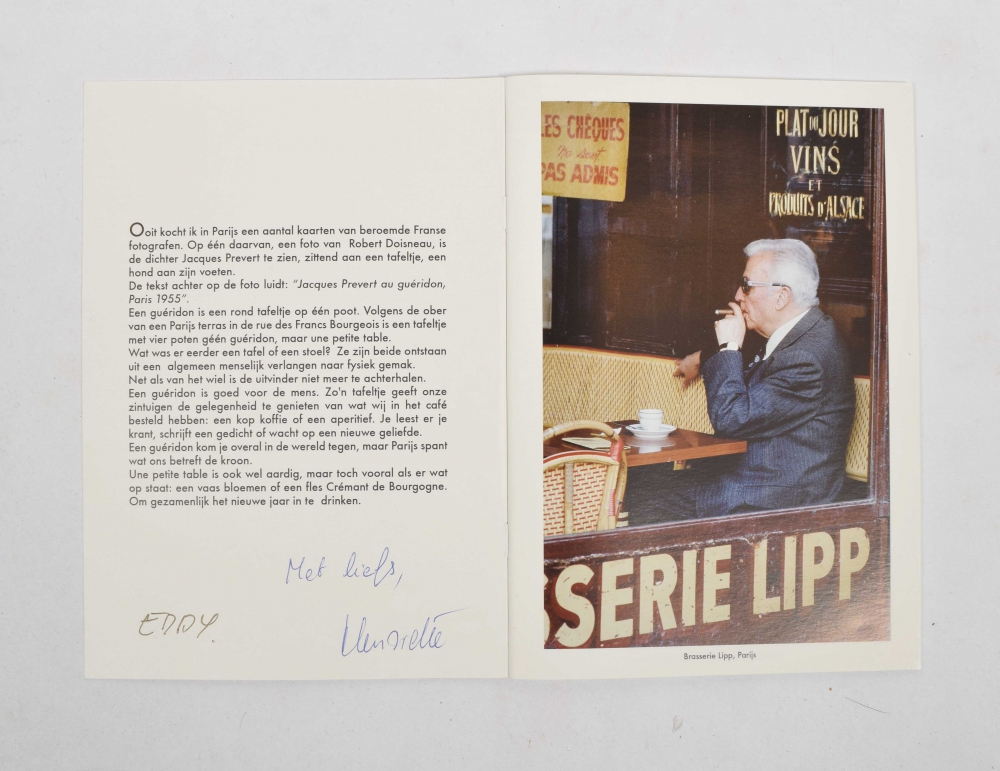 Ooit kocht ik in Parijs een aantal kaarten van beroemde Franse
fotografen. Op één daarvan, een foto van Robert Doisneau, is
de dichter Jacques Prevert te zien, zittend aan een tafeltje, een
hond aan zijn voeten.
De tekst achter op de foto luidt: "Jacques Prevert au guéridon,
Paris 1955".
Een guéridon is een rond tafeltje op één poot. Volgens de ober
van een Parijs terras in de rue des Francs Bourgeois is een tafeltje
met vier poten géén guéridon, maar une petite table.
Wat was er eerder een tafel of een stoel? Ze zijn beide ontstaan
uit een algemeen menselijk verlangen naar fysiek gemak.
Net als van het wiel is de uitvinder niet meer te achterhalen.
Een guéridon is goed voor de mens. Zo'n tafeltje geeft onze
zintuigen de gelegenheid te genieten van wat wij in het café
besteld hebben: een kop koffie of een aperitief. Je leest er je
krant, schrijft een gedicht of wacht op een nieuwe geliefde.
Een guéridon kom je overal in de wereld tegen, maar Parijs spant
wat ons betreft de kroon.
Une petite table is ook wel aardig, maar toch vooral als er wat
op staat: een vaas bloemen of een fles Crémant de Bourgogne.
Om gezamenlijk het nieuwe jaar in te drinken.
Met liefs,
EDDY.
Henriette
LES CHÈQUES
ne sont
PAS ADMIS
PLAT DU JOUR
VINS
ET
PRODUITS D'ALSACE
SSERIE LIPP
Brasserie Lipp, Parijs